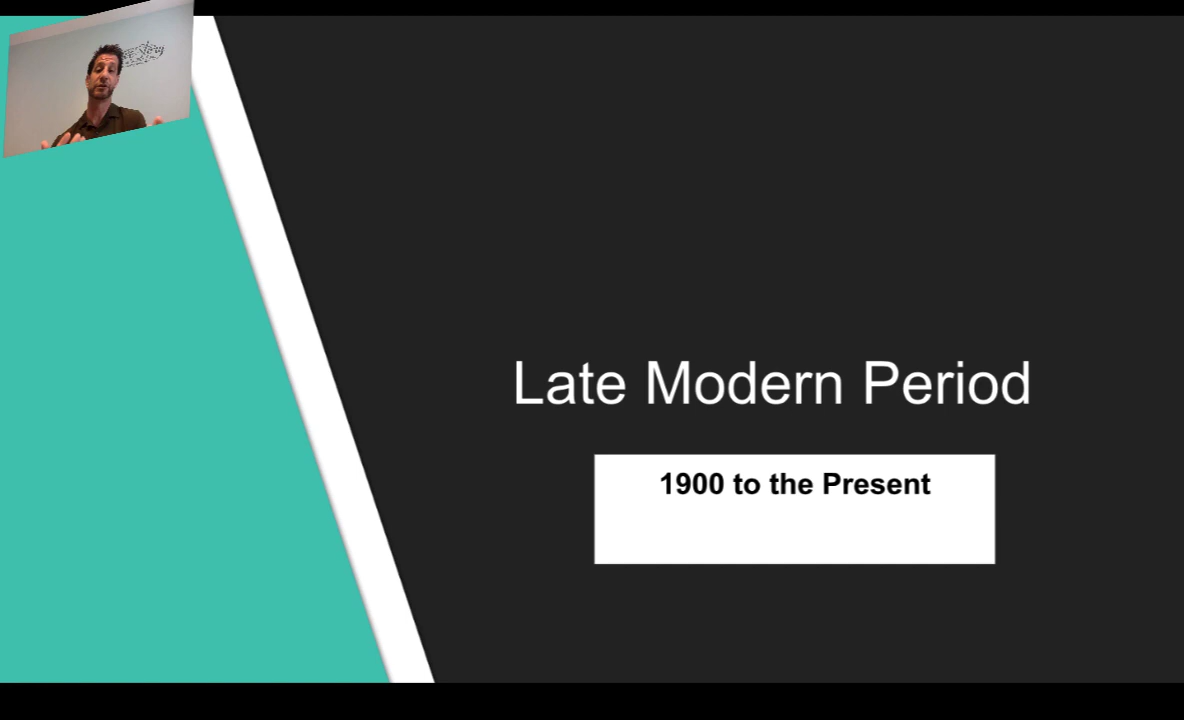 Late Modern Period
1900 to the Present